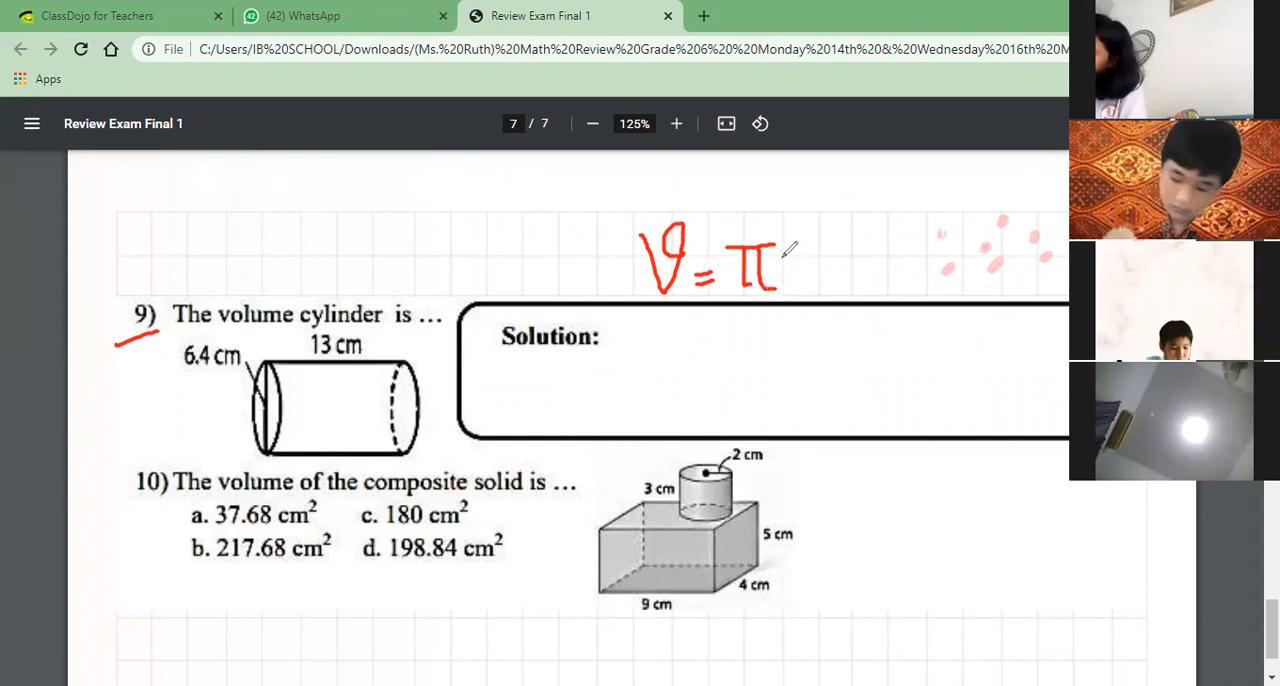 ClassDojo for Teachers
(42) WhatsApp
Review Exam Final 1
File C:/Users/IB%20SCHOOL/Downloads/(Ms.%20Ruth)%20Math%20Review%20Grade%206%20%20Monday%2014th%20&%20Wednesday%2016th%20M
Apps
Review Exam Final 1
7 / 7
125%
V = π
9) The volume cylinder is ...
6.4 cm
13 cm
Solution:
10) The volume of the composite solid is ...
a. 37.68 cm² c. 180 cm²
b. 217.68 cm² d. 198.84 cm²
2 cm
3 cm
5 cm
4 cm
9 cm